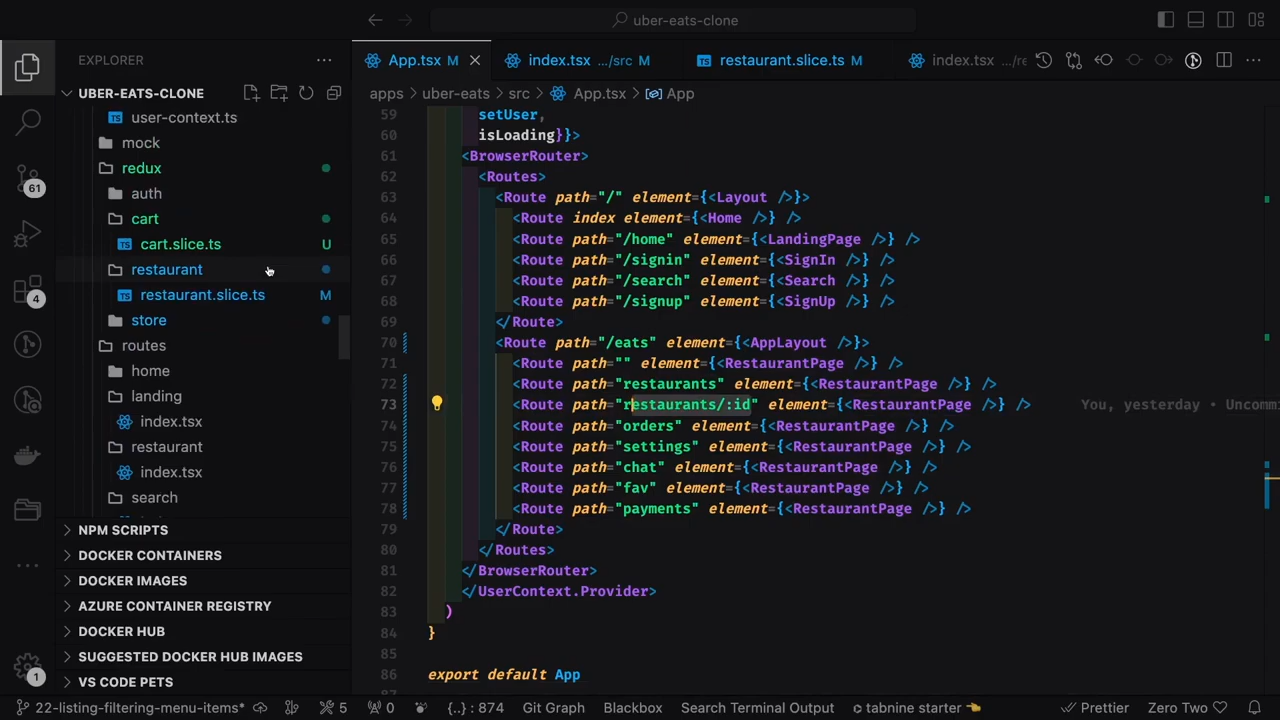 uber-eats-clone
EXPLORER
UBER-EATS-CLONE
user-context.ts
mock
redux
auth
cart
cart.slice.ts U
restaurant
restaurant.slice.ts M
store
routes
home
landing
index.tsx
restaurant
index.tsx
search
NPM SCRIPTS
DOCKER CONTAINERS
DOCKER IMAGES
AZURE CONTAINER REGISTRY
DOCKER HUB
SUGGESTED DOCKER HUB IMAGES
VS CODE PETS
61
4
1
App.tsx M
index.tsx .../src M
restaurant.slice.ts M
index.tsx .../re
apps > uber-eats > src > App.tsx > App
59 setUser,
60 isLoading}}>
61 <BrowserRouter>
62 <Routes>
63 <Route path="/" element={<Layout />}>
64 <Route index element={<Home />} />
65 <Route path="/home" element={<LandingPage />} />
66 <Route path="/signin" element={<SignIn />} />
67 <Route path="/search" element={<Search />} />
68 <Route path="/signup" element={<SignUp />} />
69 </Route>
70 <Route path="/eats" element={<AppLayout />}>
71 <Route path="" element={<RestaurantPage />} />
72 <Route path="restaurants" element={<RestaurantPage />} />
73 <Route path="restaurants/:id" element={<RestaurantPage />} /> You, yesterday • Uncommi
74 <Route path="orders" element={<RestaurantPage />} />
75 <Route path="settings" element={<RestaurantPage />} />
76 <Route path="chat" element={<RestaurantPage />} />
77 <Route path="fav" element={<RestaurantPage />} />
78 <Route path="payments" element={<RestaurantPage />} />
79 </Route>
80 </Routes>
81 </BrowserRouter>
82 </UserContext.Provider>
83 )
84 }
85
86 export default App
22-listing-filtering-menu-items* 5 0 {..} : 874 Git Graph Blackbox Search Terminal Output tabnine starter 👈 Prettier Zero Two